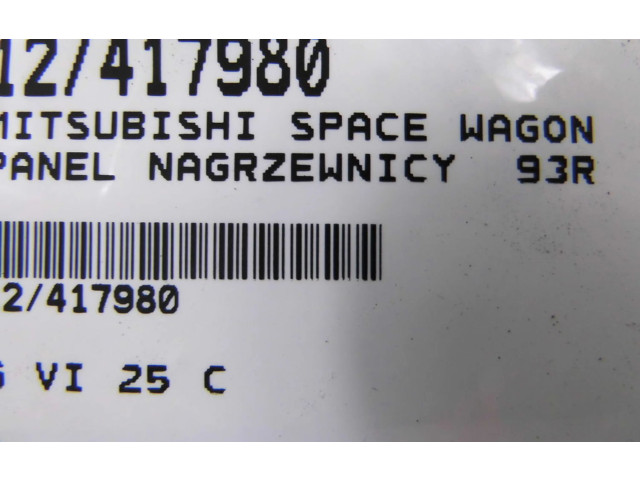 12/417980
MITSUBISHI SPACE WAGON
PANEL NAGRZEWNICY 93R
2/417980
VI 25 C